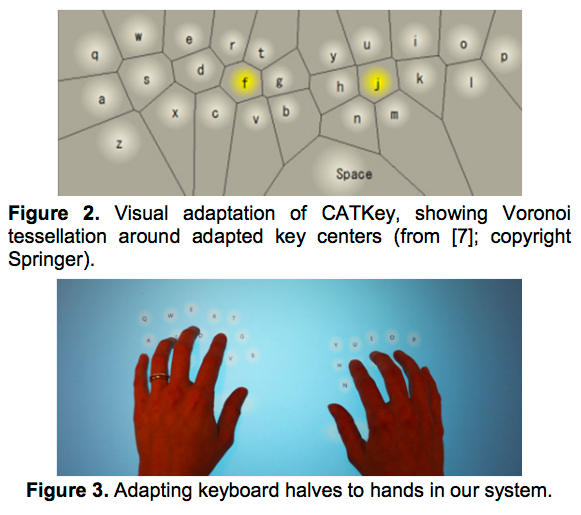 q w e r t y u i o p
a s d f g h j k l
z x c v b n m
Space
Figure 2. Visual adaptation of CATKey, showing Voronoi
tessellation around adapted key centers (from [7]; copyright
Springer).
Q W E R T Y U I O P
A G H
V B N
Figure 3. Adapting keyboard halves to hands in our system.